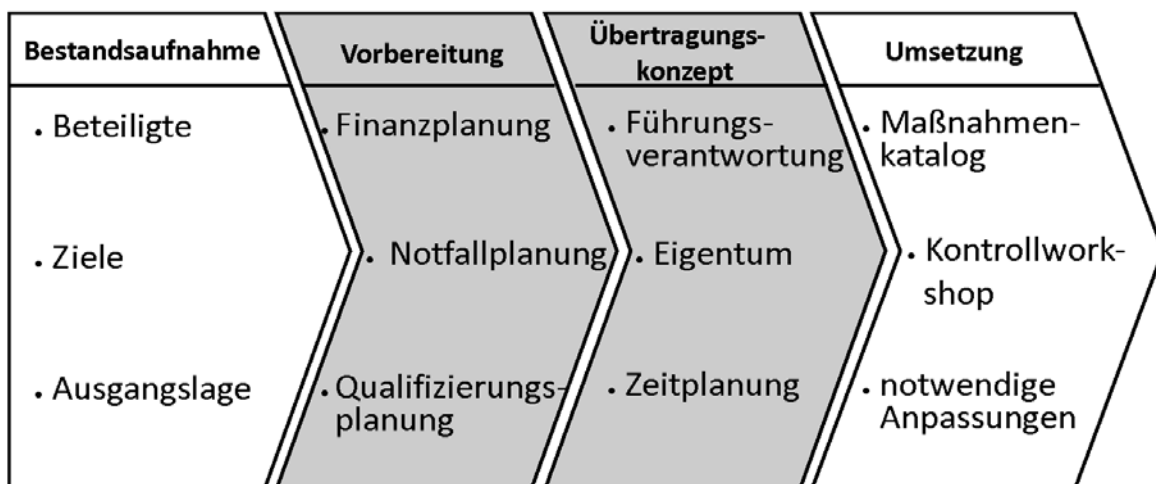 Bestandsaufnahme
• Beteiligte
• Ziele
• Ausgangslage
Vorbereitung
• Finanzplanung
• Notfallplanung
• Qualifizierungs-
planung
Übertragungs-
konzept
• Führungs-
verantwortung
• Eigentum
• Zeitplanung
Umsetzung
• Maßnahmen-
katalog
• Kontrollwork-
shop
• notwendige
Anpassungen